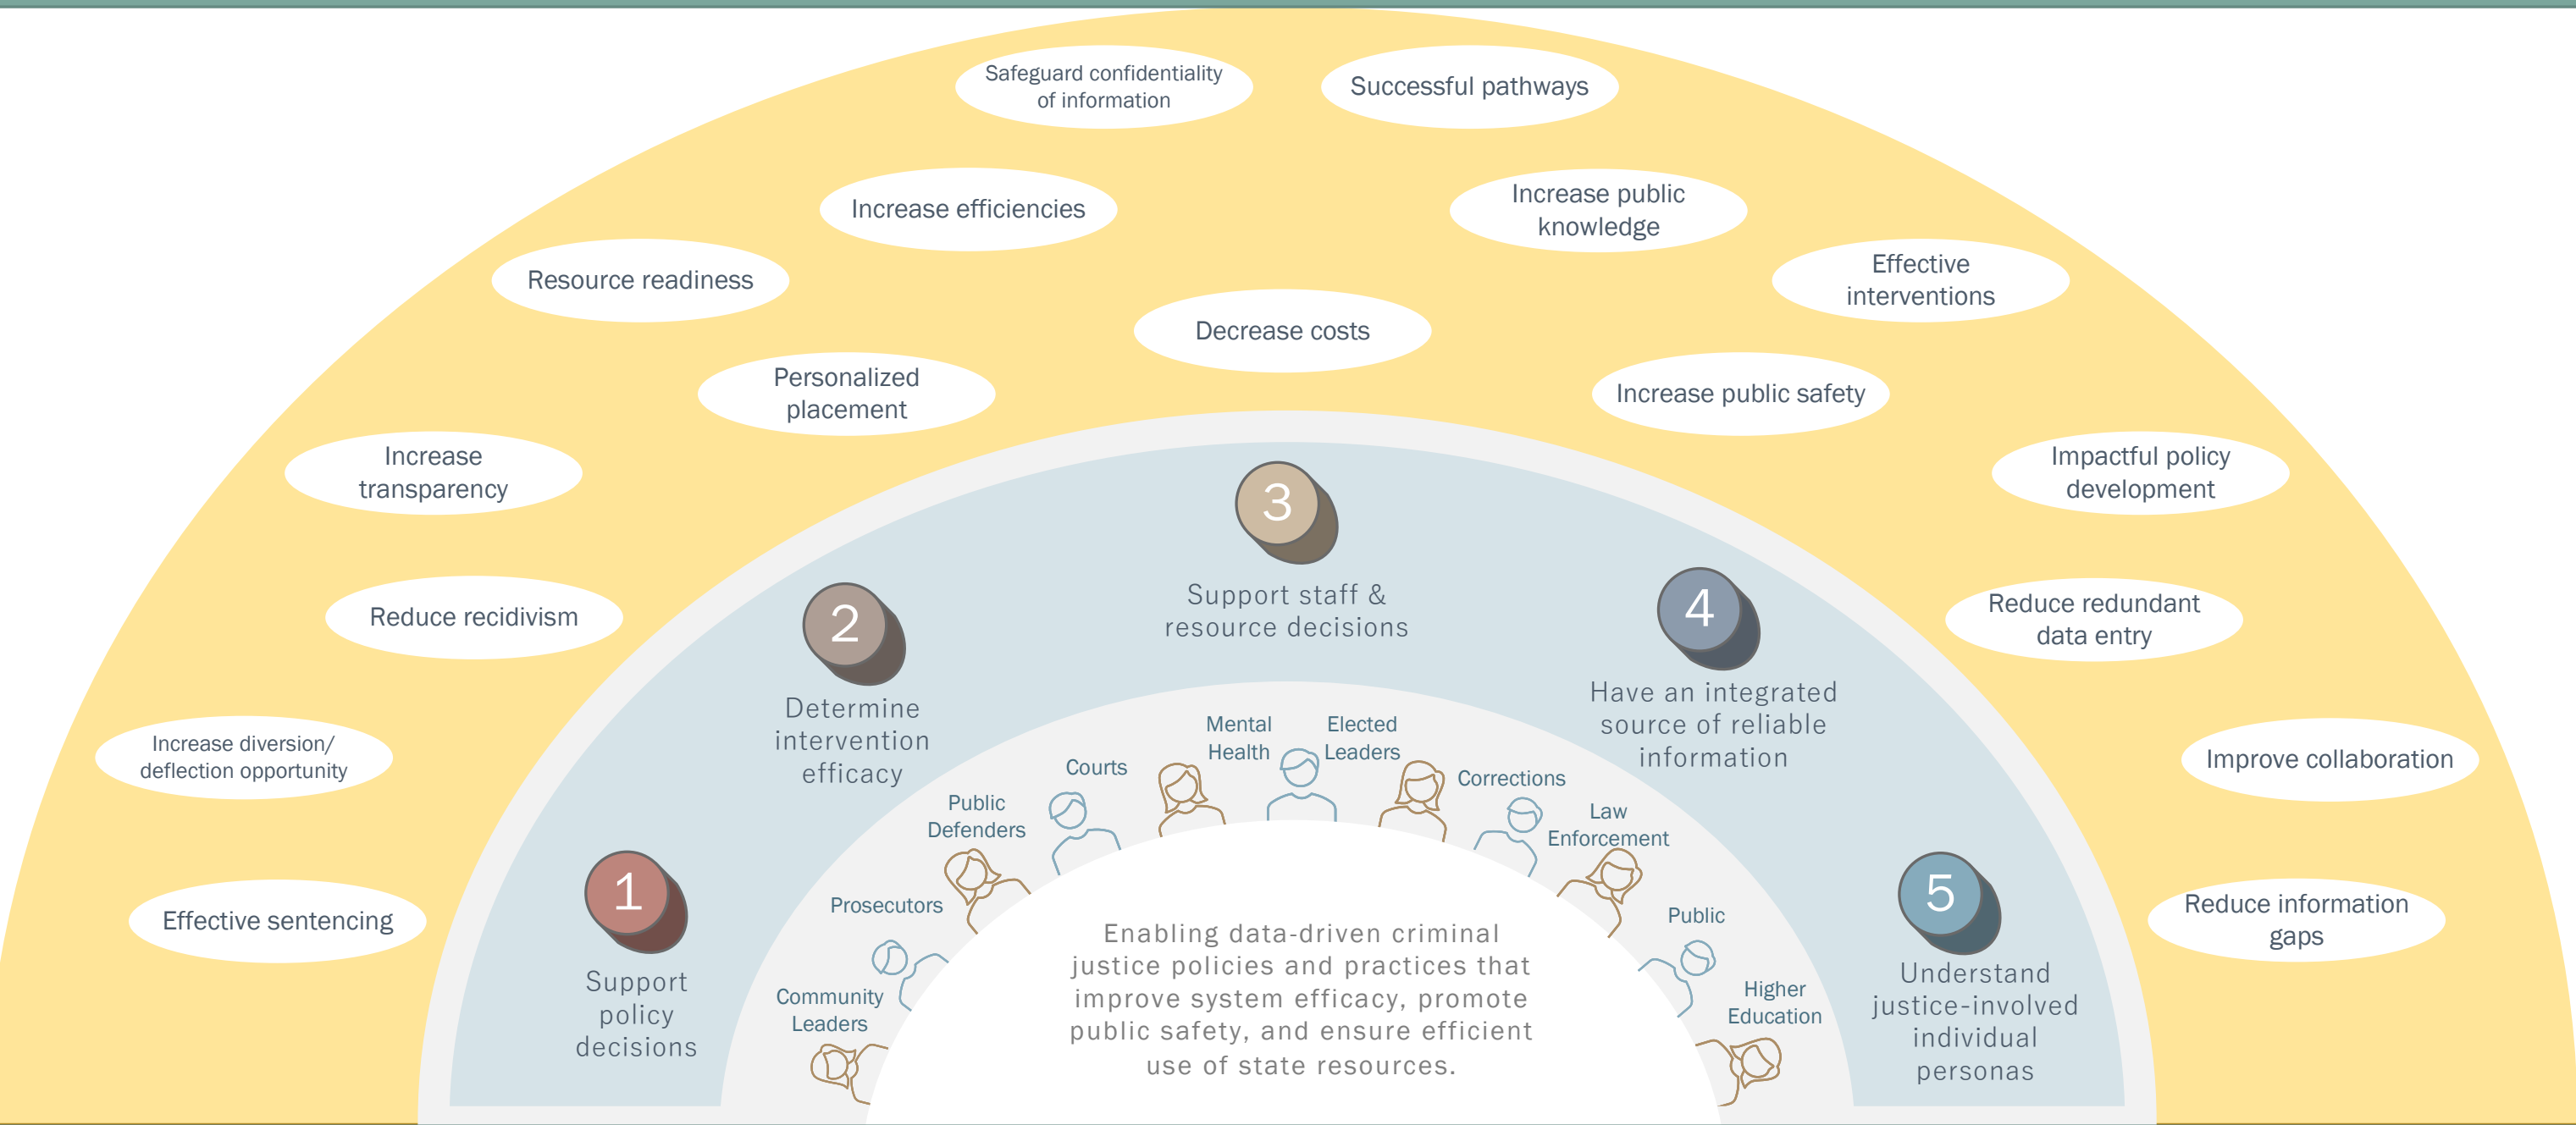 Safeguard confidentiality
of information
Successful pathways
Increase efficiencies
Increase public
knowledge
Resource readiness
Effective
interventions
Decrease costs
Personalized
placement
Increase public safety
Increase
transparency
Impactful policy
development
Reduce recidivism
Reduce redundant
data entry
Increase diversion/
deflection opportunity
Improve collaboration
Effective sentencing
Reduce information
gaps
1
Support
policy
decisions
2
Determine
intervention
efficacy
3
Support staff &
resource decisions
4
Have an integrated
source of reliable
information
5
Understand
justice-involved
individual
personas
Community
Leaders
Prosecutors
Public
Defenders
Courts
Mental
Health
Elected
Leaders
Corrections
Law
Enforcement
Public
Higher
Education
Enabling data-driven criminal
justice policies and practices that
improve system efficacy, promote
public safety, and ensure efficient
use of state resources.